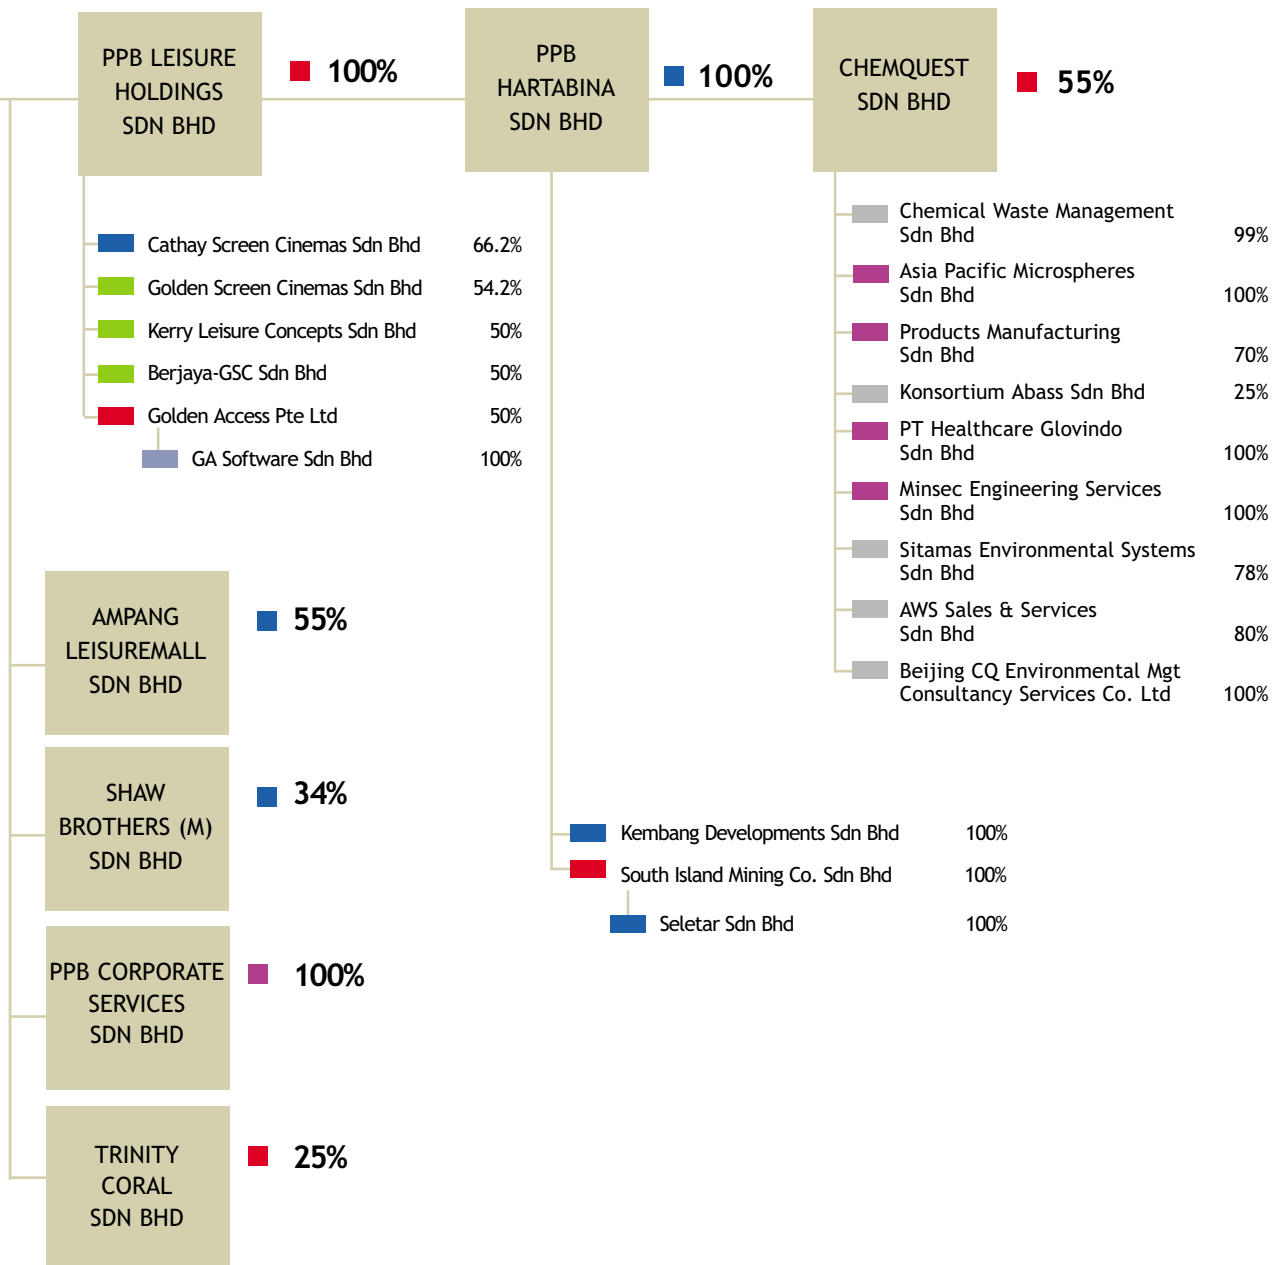 PPB LEISURE
HOLDINGS
SDN BHD
100%
PPB
HARTABINA
SDN BHD
100%
CHEMQUEST
SDN BHD
55%
Cathay Screen Cinemas Sdn Bhd 66.2%
Golden Screen Cinemas Sdn Bhd 54.2%
Kerry Leisure Concepts Sdn Bhd 50%
Berjaya-GSC Sdn Bhd 50%
Golden Access Pte Ltd 50%
GA Software Sdn Bhd 100%
Chemical Waste Management
Sdn Bhd 99%
Asia Pacific Microspheres
Sdn Bhd 100%
Products Manufacturing
Sdn Bhd 70%
Konsortium Abass Sdn Bhd 25%
PT Healthcare Glovindo
Sdn Bhd 100%
Minsec Engineering Services
Sdn Bhd 100%
Sitamas Environmental Systems
Sdn Bhd 78%
AWS Sales & Services
Sdn Bhd 80%
Beijing CQ Environmental Mgt
Consultancy Services Co. Ltd 100%
Kembang Developments Sdn Bhd 100%
South Island Mining Co. Sdn Bhd 100%
Seletar Sdn Bhd 100%
AMPANG
LEISUREMALL
SDN BHD
55%
SHAW
BROTHERS (M)
SDN BHD
34%
PPB CORPORATE
SERVICES
SDN BHD
100%
TRINITY
CORAL
SDN BHD
25%